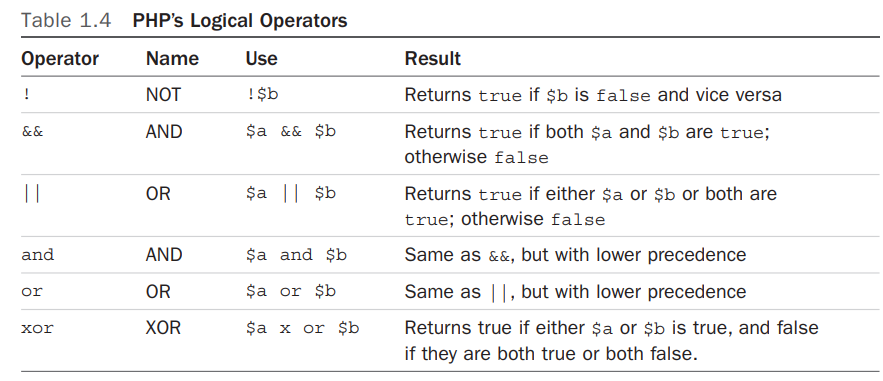 Table 1.4 PHP's Logical Operators
Operator Name Use Result
! NOT !$b Returns true if $b is false and vice versa
&& AND $a && $b Returns true if both $a and $b are true;
otherwise false
|| OR $a || $b Returns true if either $a or $b or both are
true; otherwise false
and AND $a and $b Same as &&, but with lower precedence
or OR $a or $b Same as ||, but with lower precedence
xor XOR $a x or $b Returns true if either $a or $b is true, and false
if they are both true or both false.